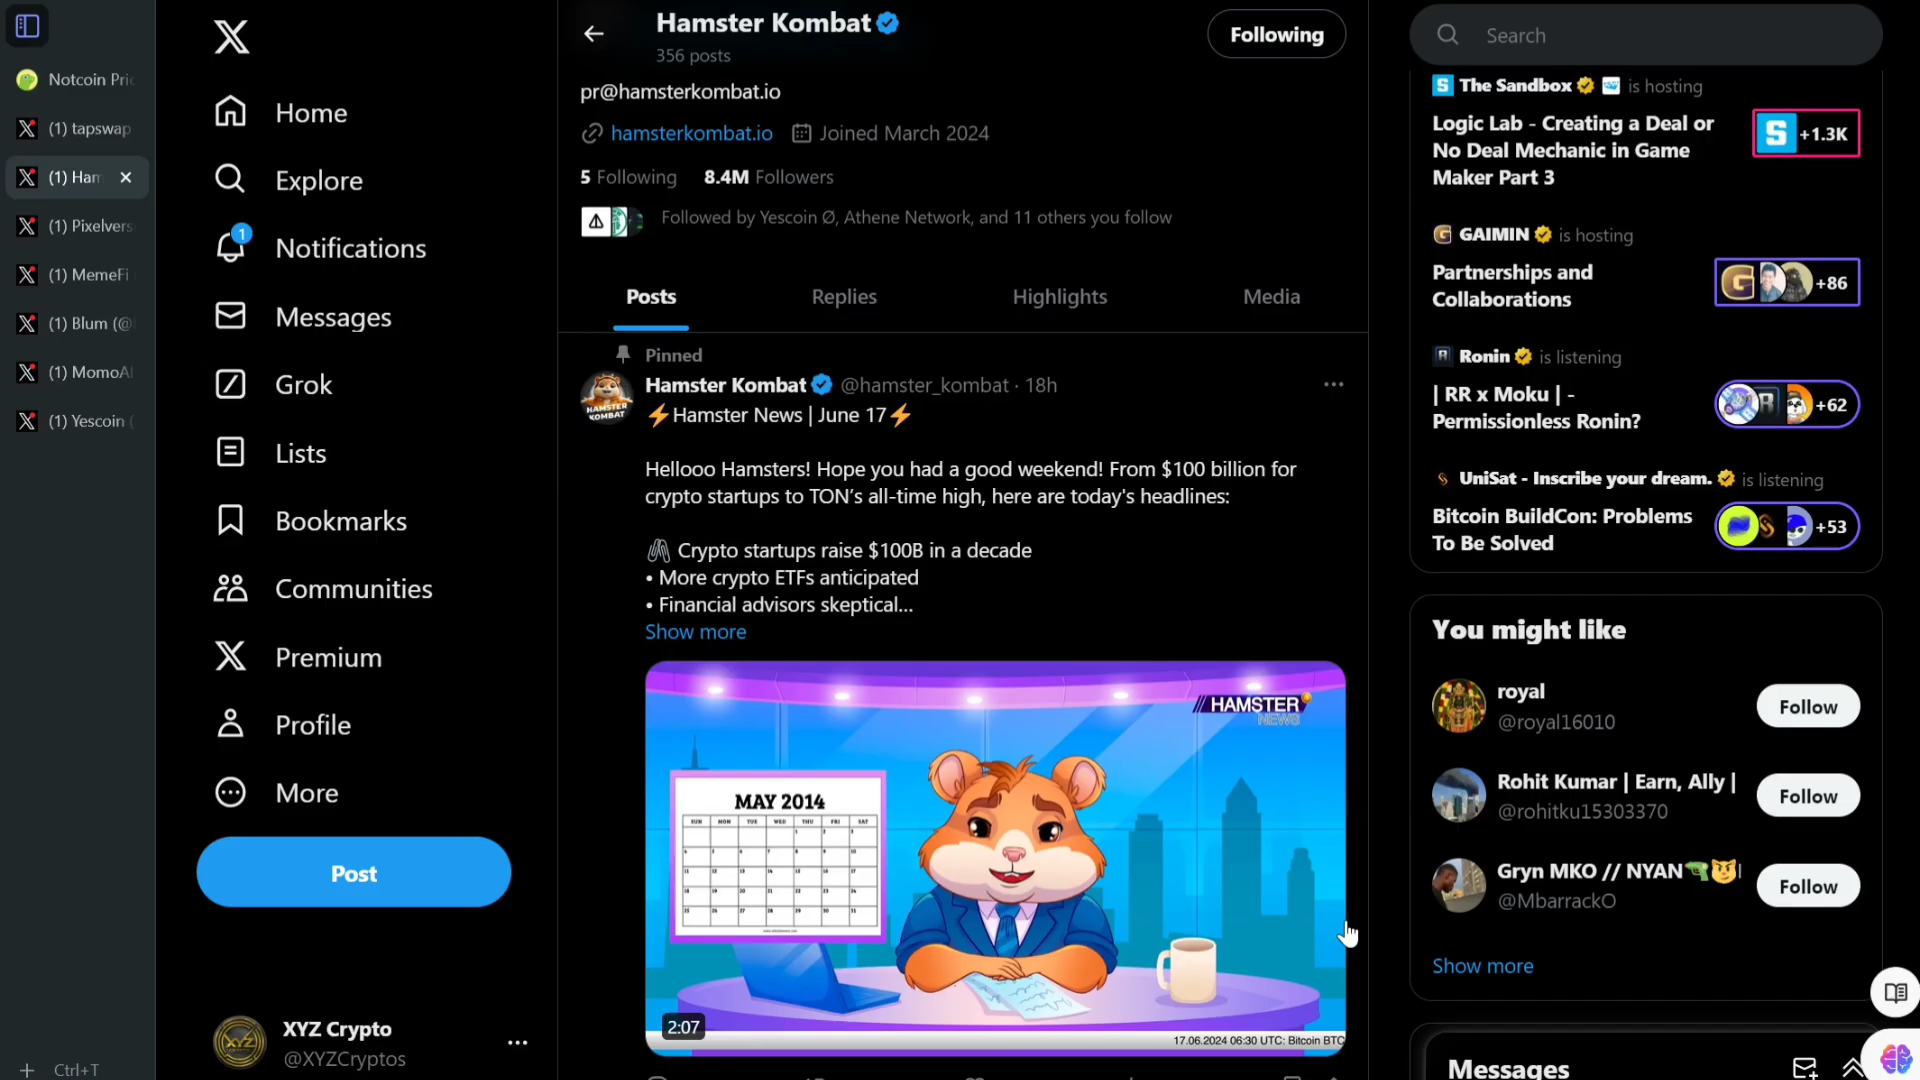 Notcoin Pric
(1) tapswap
(1) Ham
(1) Pixelvers
(1) MemeFi
(1) Blum (@
(1) MomoAI
(1) Yescoin (
Ctrl+T
Home
Explore
1
Notifications
Messages
Grok
Lists
Bookmarks
Communities
Premium
Profile
More
Post
XYZ Crypto
@XYZCryptos
Hamster Kombat
356 posts
Following
pr@hamsterkombat.io
hamsterkombat.io Joined March 2024
5 Following 8.4M Followers
Followed by Yescoin Ø, Athene Network, and 11 others you follow
Posts Replies Highlights Media
Pinned
Hamster Kombat @hamster_kombat · 18h
⚡Hamster News | June 17⚡
Hellooo Hamsters! Hope you had a good weekend! From $100 billion for
crypto startups to TON’s all-time high, here are today's headlines:
Crypto startups raise $100B in a decade
• More crypto ETFs anticipated
• Financial advisors skeptical...
Show more
HAMSTER
NEWS
MAY 2014
SUN MON TUE WED THU FRI SAT
2:07
17.06.2024 06:30 UTC: Bitcoin BTC
Search
The Sandbox is hosting
Logic Lab - Creating a Deal or
No Deal Mechanic in Game
Maker Part 3
+1.3K
GAIMIN is hosting
Partnerships and
Collaborations
+86
Ronin is listening
| RR x Moku | -
Permissionless Ronin?
+62
UniSat - Inscribe your dream. is listening
Bitcoin BuildCon: Problems
To Be Solved
+53
You might like
royal
@royal16010
Follow
Rohit Kumar | Earn, Ally |
@rohitku15303370
Follow
Gryn MKO // NYAN
@MbarrackO
Follow
Show more
Messages